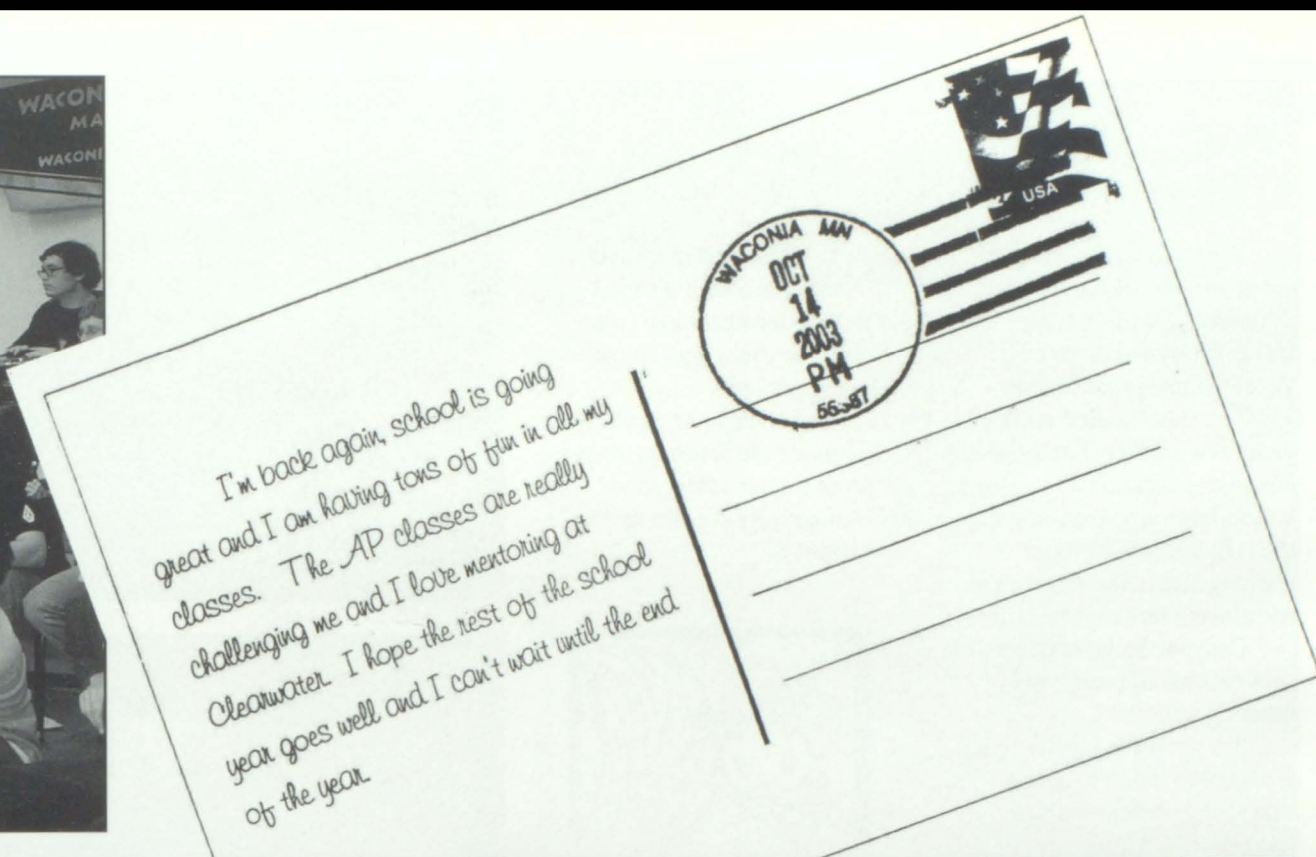 WACON
MA
WACONI
USA
WACONIA MN
OCT
14
2003
PM
I'm back again, school is going
great and I am having tons of fun in all my
classes. The AP classes are really
challenging me and I love mentoring at
Clearwater. I hope the rest of the school
year goes well and I can't wait until the end
of the year.